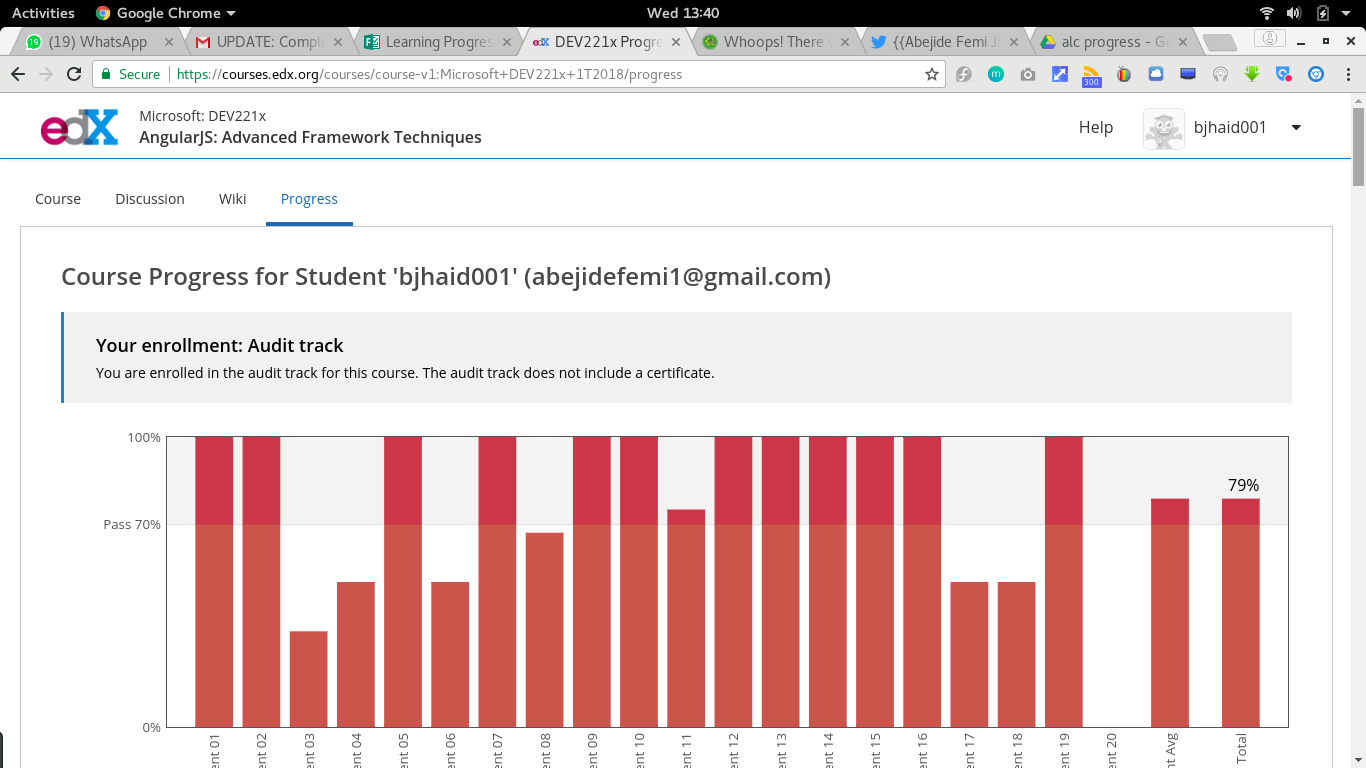 Activities Google Chrome Wed 13:40
(19) WhatsApp UPDATE: Comple Learning Progres DEV221x Progre Whoops! There {{Abejide Femi J alc progress - Go
Secure https://courses.edx.org/courses/course-v1:Microsoft+DEV221x+1T2018/progress 300
edX Microsoft: DEV221x
AngularJS: Advanced Framework Techniques
Help bjhaid001
Course Discussion Wiki Progress
Course Progress for Student 'bjhaid001' (abejidefemi1@gmail.com)
Your enrollment: Audit track
You are enrolled in the audit track for this course. The audit track does not include a certificate.
100%
79%
Pass 70%
0%
ent 01 ent 02 ent 03 ent 04 ent 05 ent 06 ent 07 ent 08 ent 09 ent 10 ent 11 ent 12 ent 13 ent 14 ent 15 ent 16 ent 17 ent 18 ent 19 ent 20 nt Avg Total